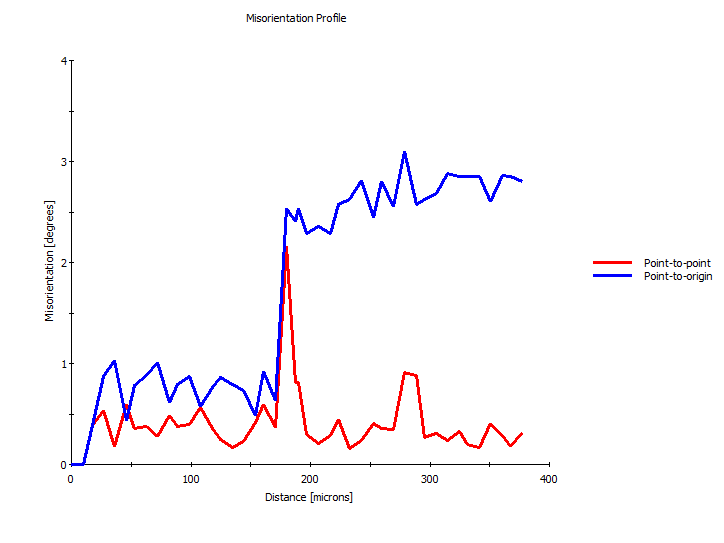 Misorientation Profile
4
3
2
1
0
Misorientation [degrees]
0
100
200
300
400
Distance [microns]
Point-to-point
Point-to-origin